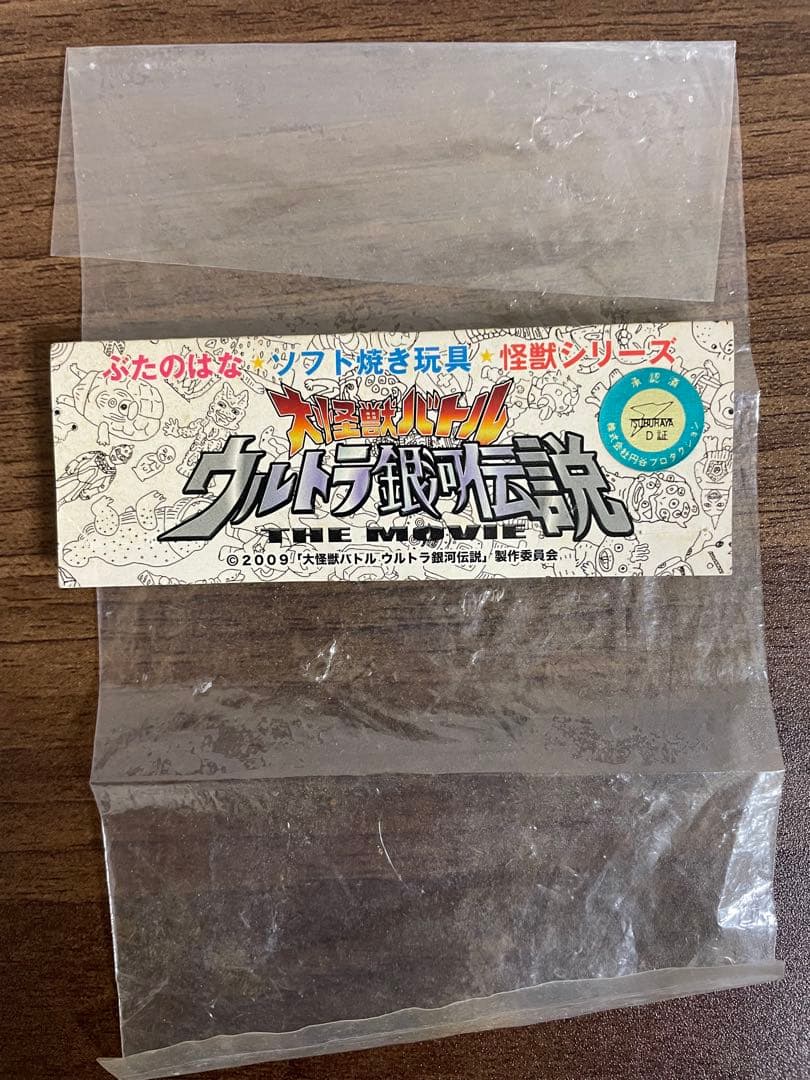 ぶたのはな★ソフト焼き玩具★怪獣シリーズ
大怪獣バトル
ウルトラ銀河伝説
THE MOVIE
©2009「大怪獣バトル ウルトラ銀河伝説」製作委員会
承認済
TSUBURAYA
D 証
株式会社円谷プロダクション